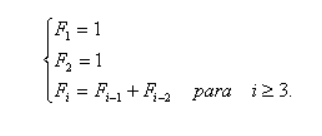 F₁ = 1
F₂ = 1
Fᵢ = Fᵢ₋₁ + Fᵢ₋₂ para i ≥ 3.